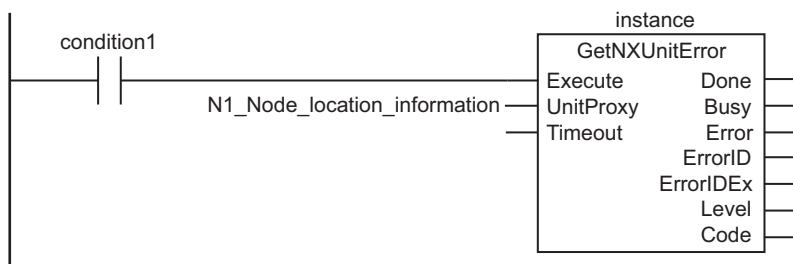 instance
condition1
GetNXUnitError
Execute Done
N1_Node_location_information UnitProxy Busy
Timeout Error
ErrorID
ErrorIDEx
Level
Code